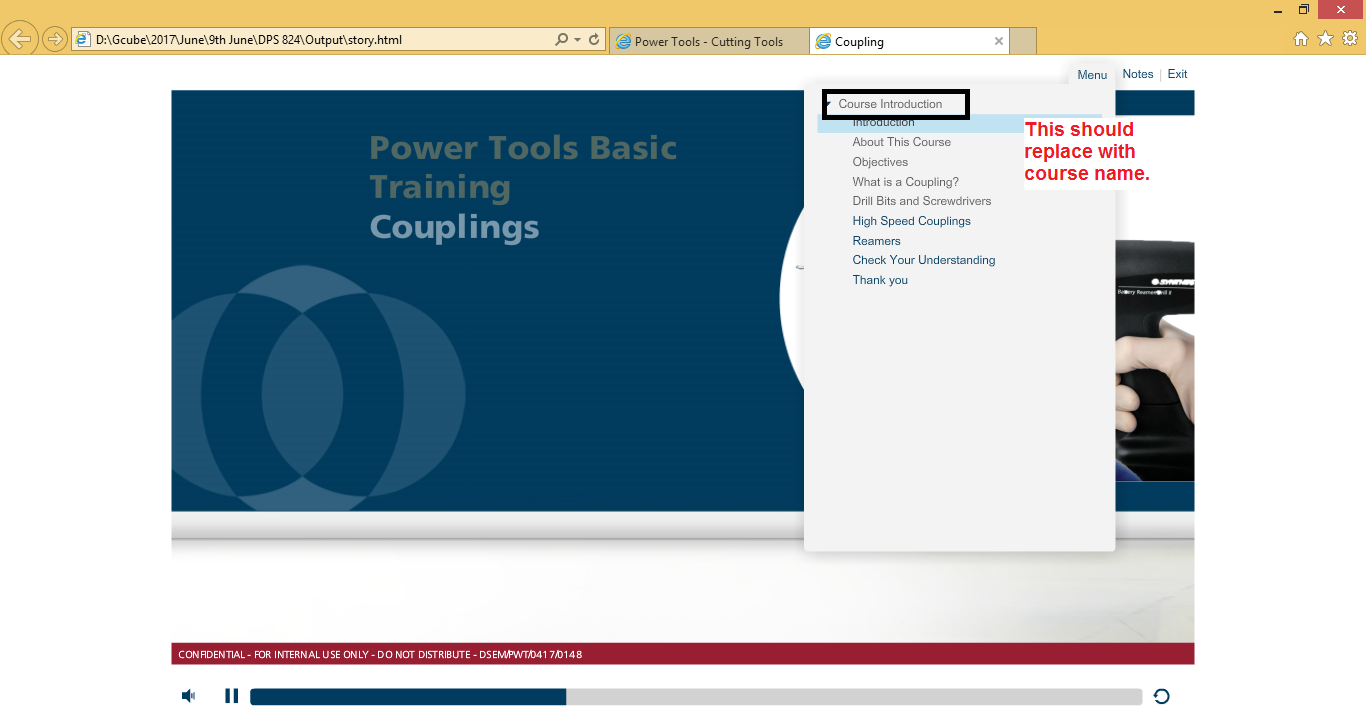 D:\Gcube\2017\June\9th June\DPS 824\Output\story.html
Power Tools - Cutting Tools
Coupling
Menu
Notes
Exit
Course Introduction
Introduction
About This Course
Objectives
What is a Coupling?
Drill Bits and Screwdrivers
High Speed Couplings
Reamers
Check Your Understanding
Thank you
This should
replace with
course name.
Power Tools Basic
Training
Couplings
CONFIDENTIAL - FOR INTERNAL USE ONLY - DO NOT DISTRIBUTE - DSEM/PWT/0417/0148